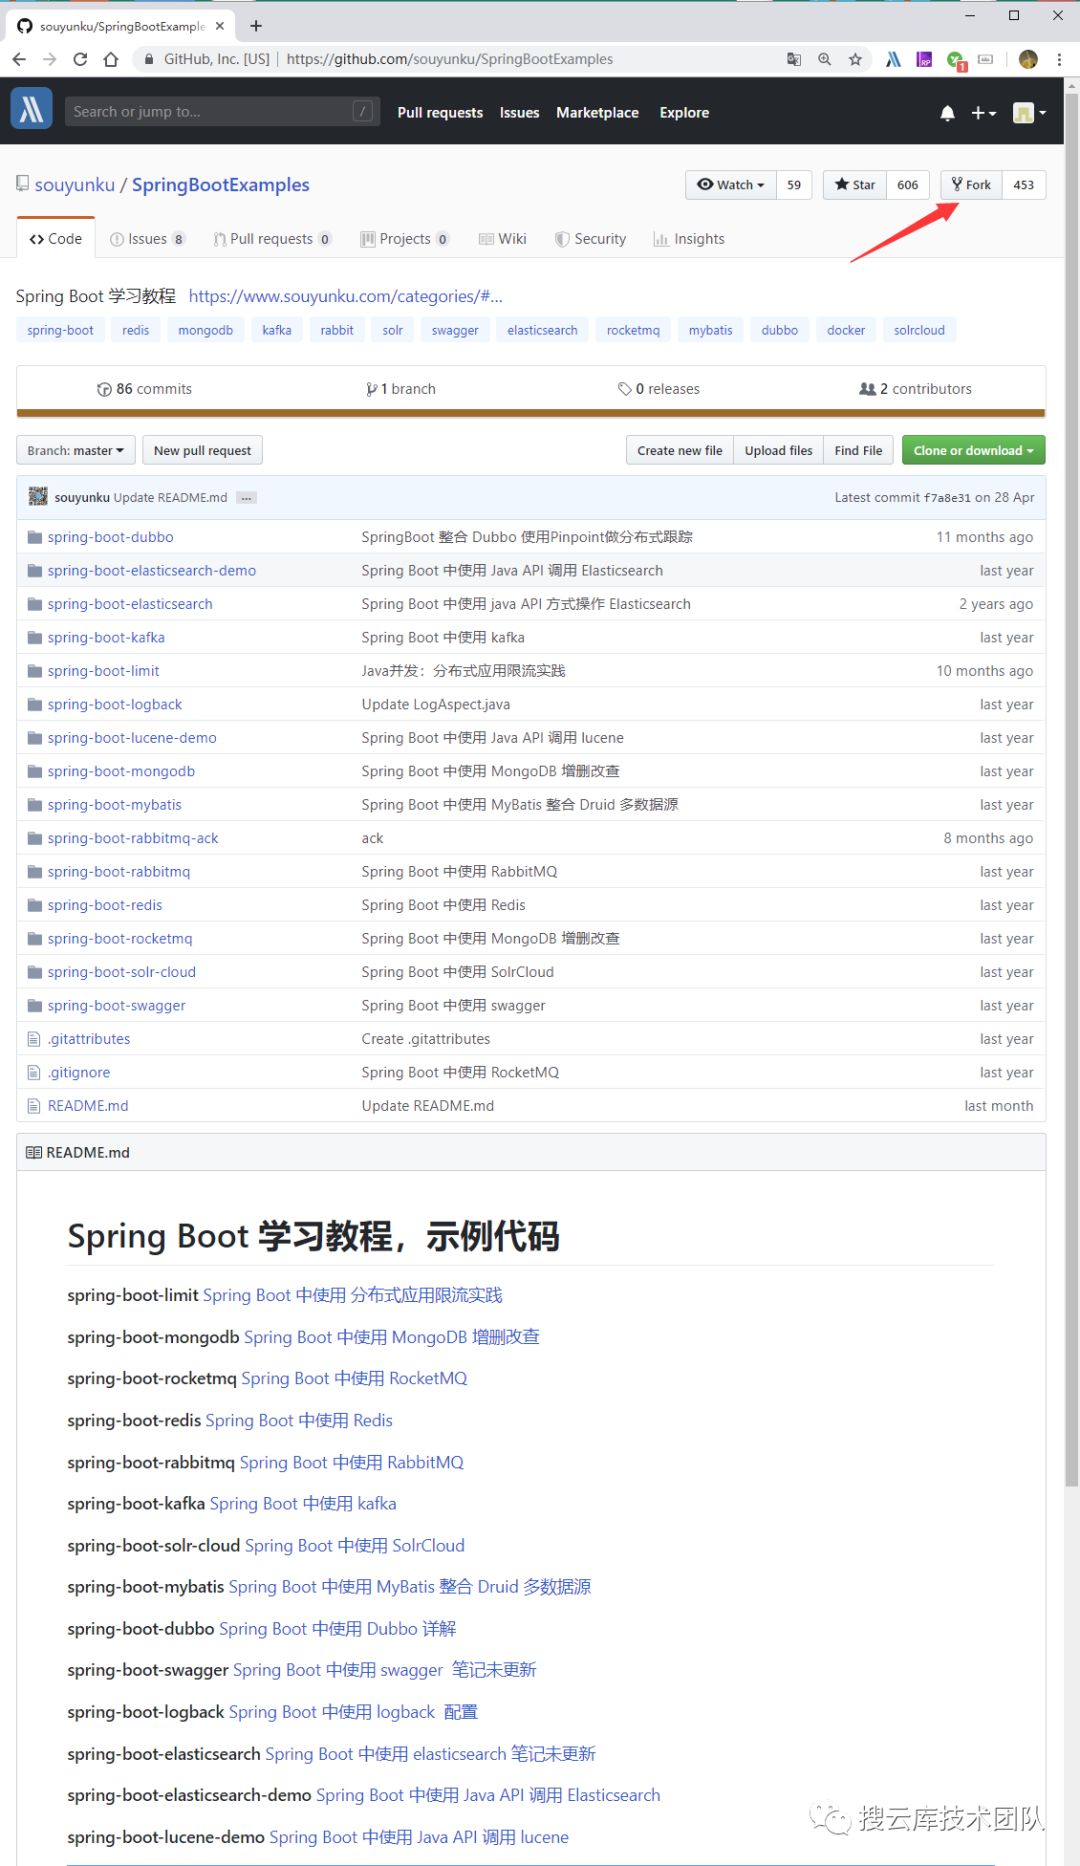 souyunku/SpringBootExample
GitHub, Inc. [US] | https://github.com/souyunku/SpringBootExamples
Search or jump to... /
Pull requests Issues Marketplace Explore
souyunku / SpringBootExamples
Watch 59 Star 606 Fork 453
Code Issues 8 Pull requests 0 Projects 0 Wiki Security Insights
Spring Boot 学习教程 https://www.souyunku.com/categories/#...
spring-boot redis mongodb kafka rabbit solr swagger elasticsearch rocketmq mybatis dubbo docker solrcloud
86 commits 1 branch 0 releases 2 contributors
Branch: master New pull request Create new file Upload files Find File Clone or download
souyunku Update README.md ... Latest commit f7a8e31 on 28 Apr
spring-boot-dubbo SpringBoot 整合 Dubbo 使用Pinpoint做分布式跟踪 11 months ago
spring-boot-elasticsearch-demo Spring Boot 中使用 Java API 调用 Elasticsearch last year
spring-boot-elasticsearch Spring Boot 中使用 java API 方式操作 Elasticsearch 2 years ago
spring-boot-kafka Spring Boot 中使用 kafka last year
spring-boot-limit Java并发：分布式应用限流实践 10 months ago
spring-boot-logback Update LogAspect.java last year
spring-boot-lucene-demo Spring Boot 中使用 Java API 调用 lucene last year
spring-boot-mongodb Spring Boot 中使用 MongoDB 增删改查 last year
spring-boot-mybatis Spring Boot 中使用 MyBatis 整合 Druid 多数据源 last year
spring-boot-rabbitmq-ack ack 8 months ago
spring-boot-rabbitmq Spring Boot 中使用 RabbitMQ last year
spring-boot-redis Spring Boot 中使用 Redis last year
spring-boot-rocketmq Spring Boot 中使用 MongoDB 增删改查 last year
spring-boot-solr-cloud Spring Boot 中使用 SolrCloud last year
spring-boot-swagger Spring Boot 中使用 swagger last year
.gitattributes Create .gitattributes last year
.gitignore Spring Boot 中使用 RocketMQ last year
README.md Update README.md last month
README.md
Spring Boot 学习教程，示例代码
spring-boot-limit Spring Boot 中使用 分布式应用限流实践
spring-boot-mongodb Spring Boot 中使用 MongoDB 增删改查
spring-boot-rocketmq Spring Boot 中使用 RocketMQ
spring-boot-redis Spring Boot 中使用 Redis
spring-boot-rabbitmq Spring Boot 中使用 RabbitMQ
spring-boot-kafka Spring Boot 中使用 kafka
spring-boot-solr-cloud Spring Boot 中使用 SolrCloud
spring-boot-mybatis Spring Boot 中使用 MyBatis 整合 Druid 多数据源
spring-boot-dubbo Spring Boot 中使用 Dubbo 详解
spring-boot-swagger Spring Boot 中使用 swagger 笔记未更新
spring-boot-logback Spring Boot 中使用 logback 配置
spring-boot-elasticsearch Spring Boot 中使用 elasticsearch 笔记未更新
spring-boot-elasticsearch-demo Spring Boot 中使用 Java API 调用 Elasticsearch
spring-boot-lucene-demo Spring Boot 中使用 Java API 调用 lucene
搜云库技术团队